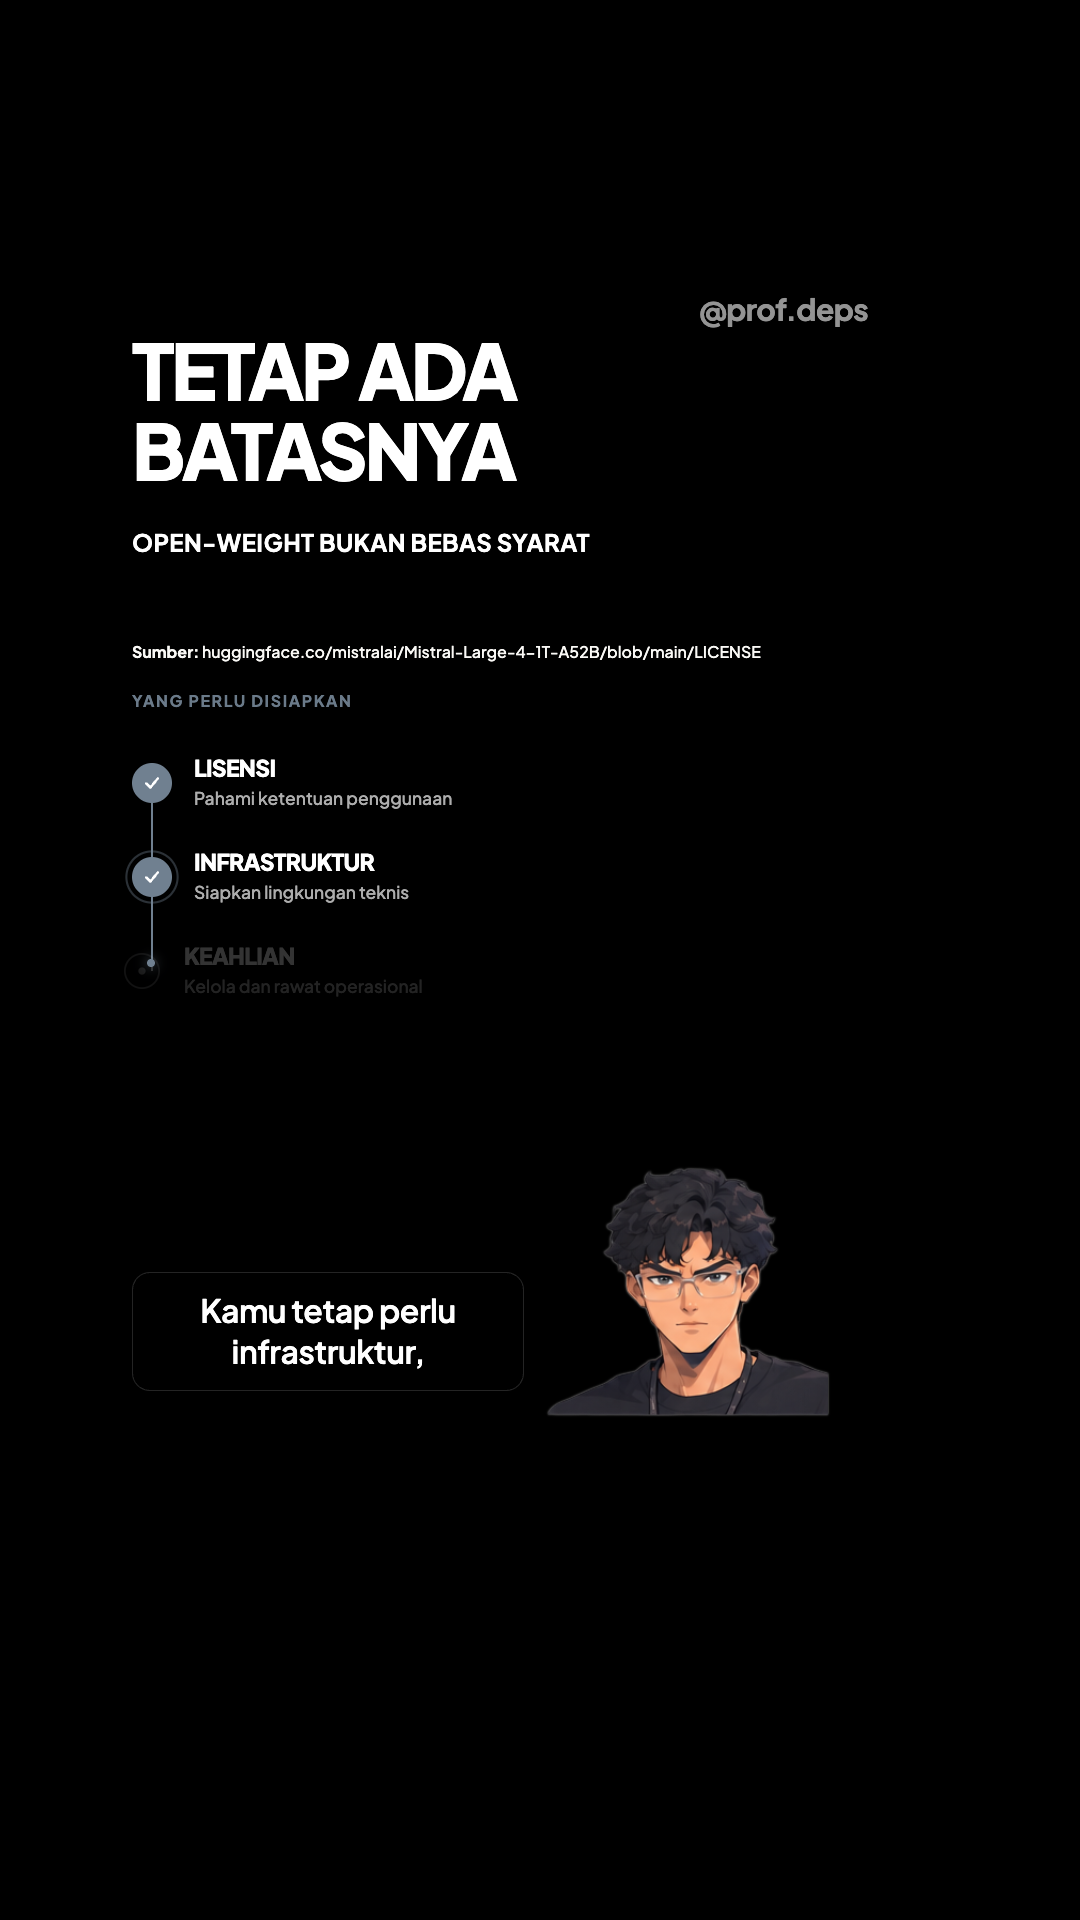 @prof.deps
TETAP ADA
BATASNYA
OPEN-WEIGHT BUKAN BEBAS SYARAT
Sumber: huggingface.co/mistralai/Mistral-Large-4-1T-A52B/blob/main/LICENSE
YANG PERLU DISIAPKAN
LISENSI
Pahami ketentuan penggunaan
INFRASTRUKTUR
Siapkan lingkungan teknis
KEAHLIAN
Kelola dan rawat operasional
Kamu tetap perlu
infrastruktur,